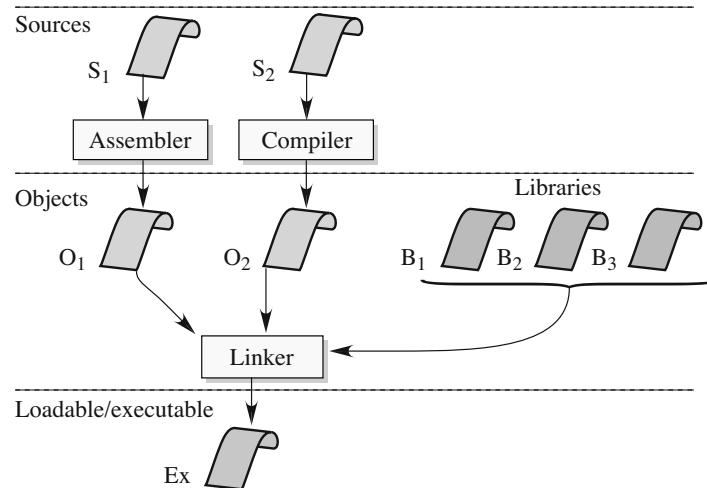 Sources
S1
S2
Assembler
Compiler
Objects
Libraries
O1
O2
B1
B2
B3
Linker
Loadable/executable
Ex